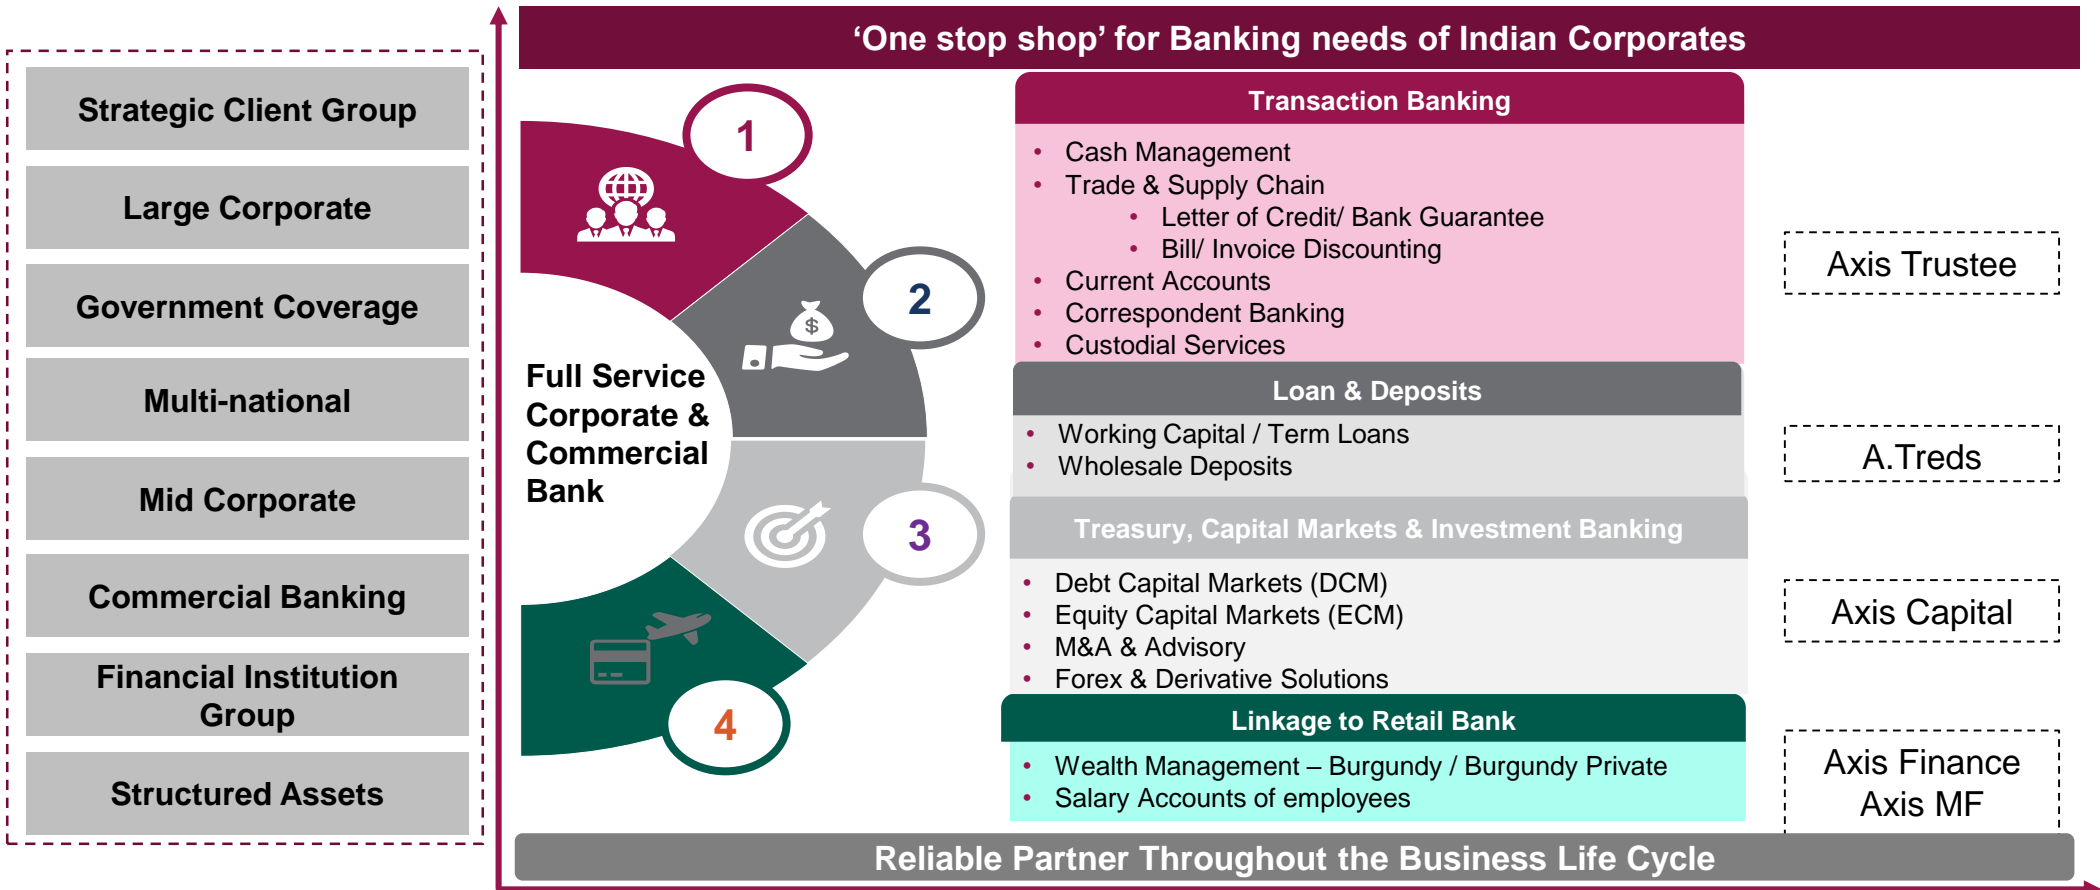 ‘One stop shop’ for Banking needs of Indian Corporates
Strategic Client Group
Large Corporate
Government Coverage
Multi-national
Mid Corporate
Commercial Banking
Financial Institution
Group
Structured Assets
Full Service
Corporate &
Commercial
Bank
1
2
3
4
$
Transaction Banking
• Cash Management
• Trade & Supply Chain
• Letter of Credit/ Bank Guarantee
• Bill/ Invoice Discounting
• Current Accounts
• Correspondent Banking
• Custodial Services
Loan & Deposits
• Working Capital / Term Loans
• Wholesale Deposits
Treasury, Capital Markets & Investment Banking
• Debt Capital Markets (DCM)
• Equity Capital Markets (ECM)
• M&A & Advisory
• Forex & Derivative Solutions
Linkage to Retail Bank
• Wealth Management – Burgundy / Burgundy Private
• Salary Accounts of employees
Axis Trustee
A.Treds
Axis Capital
Axis Finance
Axis MF
Reliable Partner Throughout the Business Life Cycle